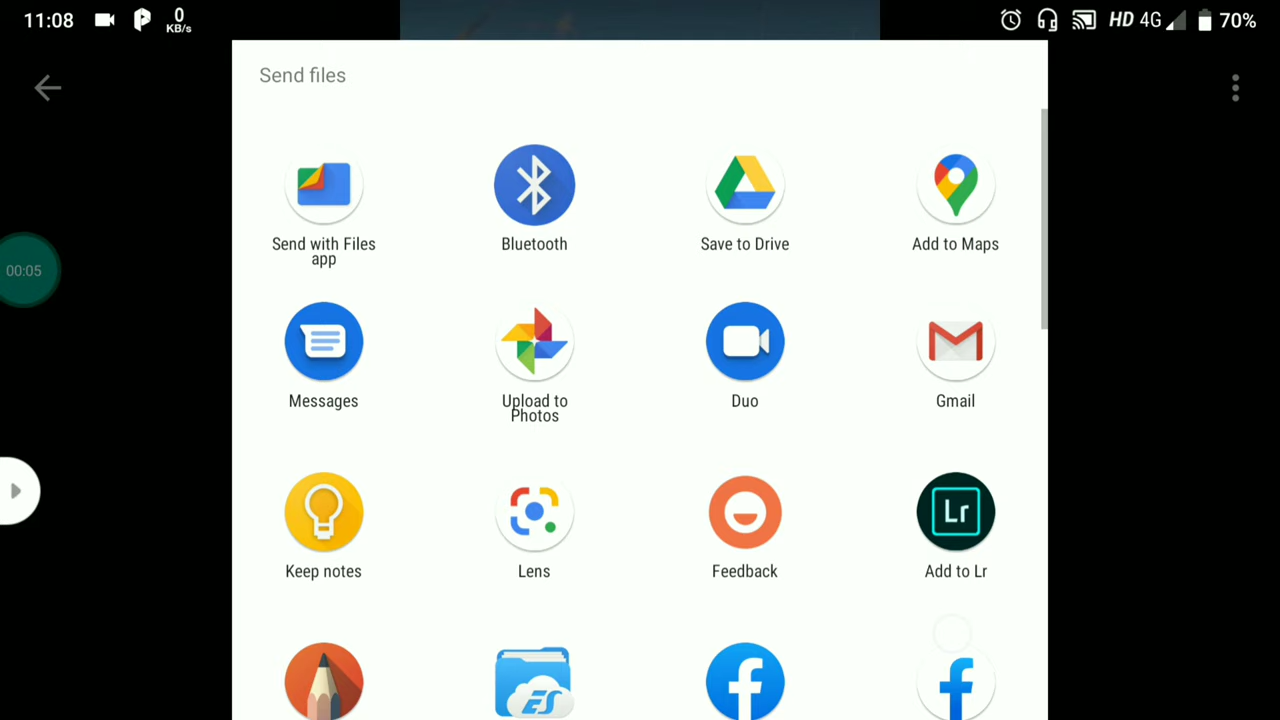 11:08
0
KB/s
HD 4G
70%
Send files
00:05
Send with Files
app
Bluetooth
Save to Drive
Add to Maps
Messages
Upload to
Photos
Duo
Gmail
Keep notes
Lens
Feedback
Lr
Add to Lr
ES